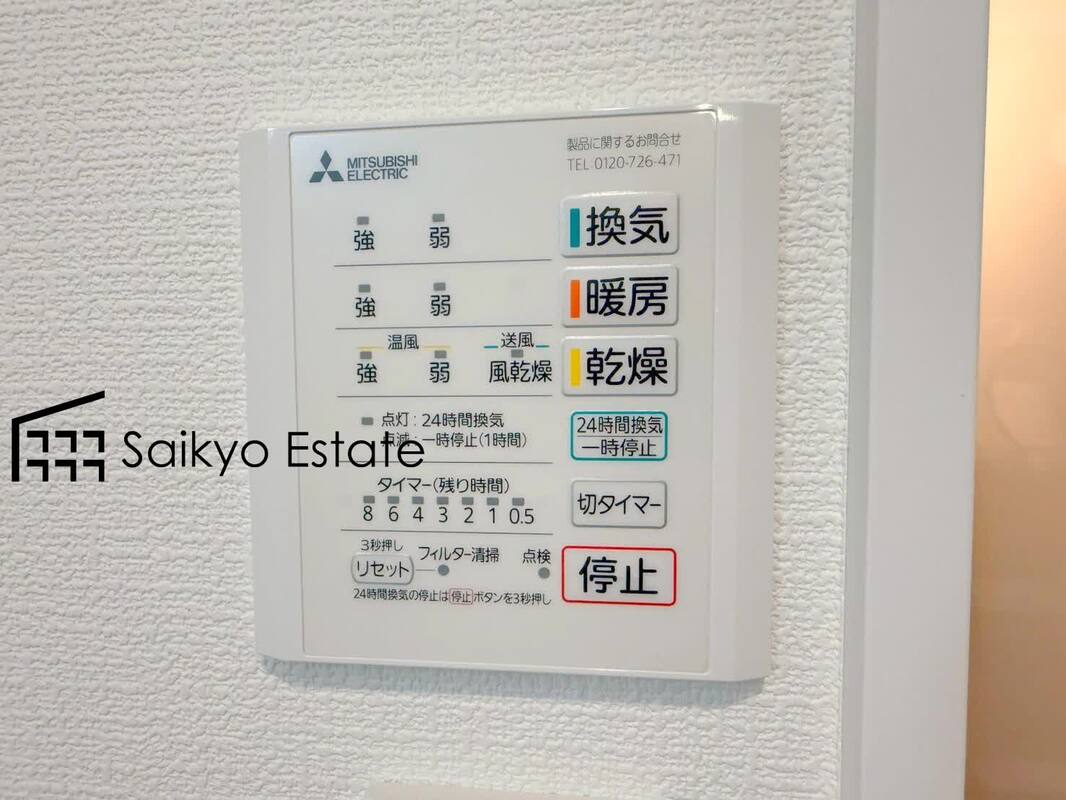 MITSUBISHI
ELECTRIC
製品に関するお問合せ
TEL 0120-726-471
強 弱 換気
強 弱 暖房
温風 送風
強 弱 風乾燥 乾燥
点灯：24時間換気
点滅：一時停止(1時間)
24時間換気
一時停止
Saikyo Estate
タイマー(残り時間)
8 6 4 3 2 1 0.5
切タイマー
3秒押し
リセット フィルター清掃 点検
停止
24時間換気の停止は停止ボタンを3秒押し